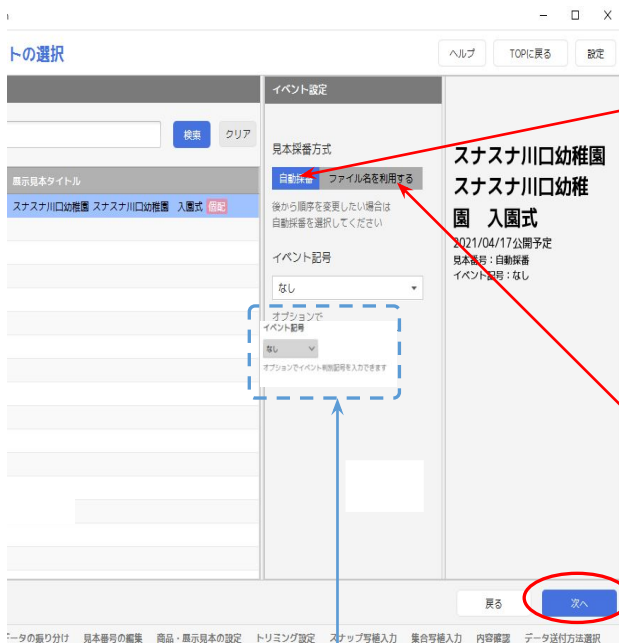 トの選択
ヘルプ
TOPに戻る
設定
検索
クリア
展示見本タイトル
スナスナ川口幼稚園 スナスナ川口幼稚園 入園式 個配
イベント設定
見本採番方式
自動採番
ファイル名を利用する
後から順序を変更したい場合は
自動採番を選択してください
イベント記号
なし
オプションで
イベント記号
なし
オプションでイベント判別記号を入力できます
スナスナ川口幼稚園
スナスナ川口幼稚
園 入園式
2021/04/17公開予定
見本番号：自動採番
イベント記号：なし
戻る
次へ
データの振り分け 見本番号の編集 商品・展示見本の設定 トリミング設定 スナップ写植入力 集合写植入力 内容確認 データ送付方法選択